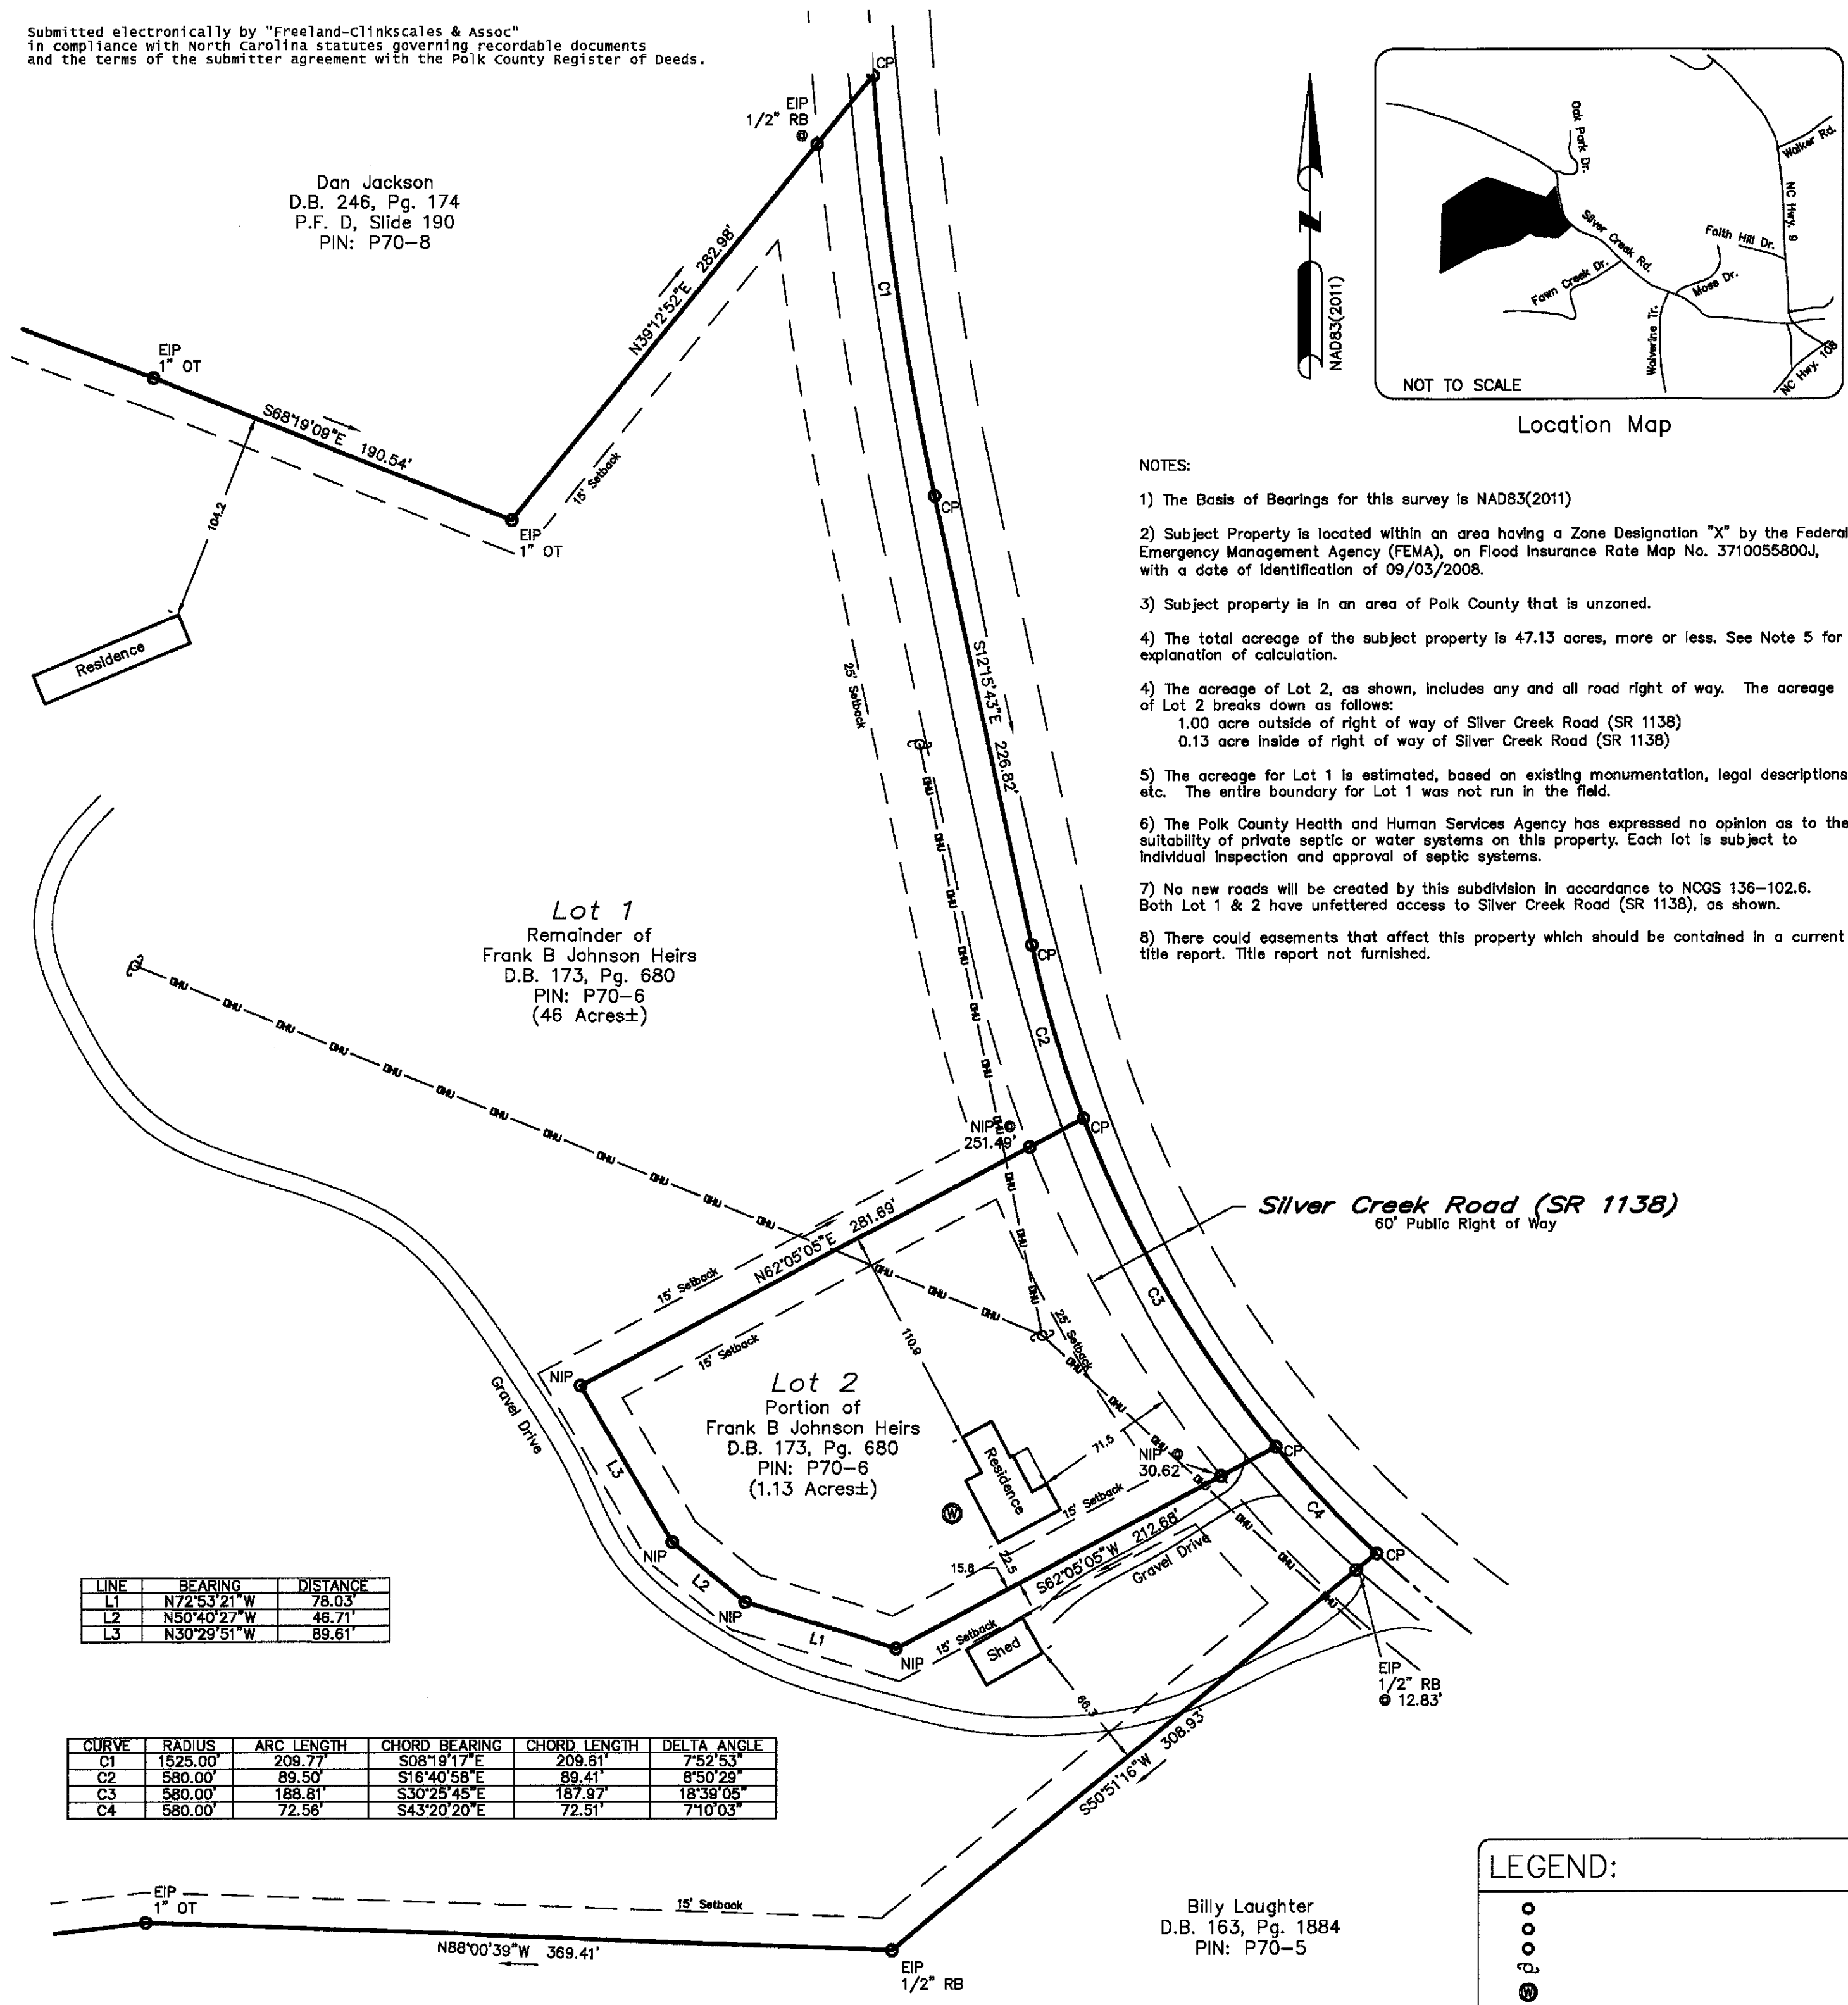 Submitted electronically by "Freeland-Clinkscales & Assoc"
in compliance with North Carolina statutes governing recordable documents
and the terms of the submitter agreement with the Polk County Register of Deeds.
CP
EIP
1/2" RB
Dan Jackson
D.B. 246, Pg. 174
P.F. D, Slide 190
PIN: P70-8
N39°12'52"E 282.98'
C1
EIP
1" OT
S68°19'09"E 190.54'
15' Setback
EIP
1" OT
104.2
Residence
CP
25' Setback
S12°15'43"E 226.82'
OHU
CP
C2
NAD83(2011)
Oak Park Dr.
Walker Rd.
NC Hwy. 9
Silver Creek Rd.
Faith Hill Dr.
Fawn Creek Dr.
Moss Dr.
Wolverine Tr.
NC Hwy. 108
NOT TO SCALE
Location Map
NOTES:
1) The Basis of Bearings for this survey is NAD83(2011)
2) Subject Property is located within an area having a Zone Designation "X" by the Federal
Emergency Management Agency (FEMA), on Flood Insurance Rate Map No. 3710055800J,
with a date of identification of 09/03/2008.
3) Subject property is in an area of Polk County that is unzoned.
4) The total acreage of the subject property is 47.13 acres, more or less. See Note 5 for
explanation of calculation.
4) The acreage of Lot 2, as shown, includes any and all road right of way. The acreage
of Lot 2 breaks down as follows:
1.00 acre outside of right of way of Silver Creek Road (SR 1138)
0.13 acre inside of right of way of Silver Creek Road (SR 1138)
5) The acreage for Lot 1 is estimated, based on existing monumentation, legal descriptions
etc. The entire boundary for Lot 1 was not run in the field.
6) The Polk County Health and Human Services Agency has expressed no opinion as to the
suitability of private septic or water systems on this property. Each lot is subject to
individual inspection and approval of septic systems.
7) No new roads will be created by this subdivision in accordance to NCGS 136-102.6.
Both Lot 1 & 2 have unfettered access to Silver Creek Road (SR 1138), as shown.
8) There could easements that affect this property which should be contained in a current
title report. Title report not furnished.
Lot 1
Remainder of
Frank B Johnson Heirs
D.B. 173, Pg. 680
PIN: P70-6
(46 Acres±)
NIP @
251.49'
CP
Silver Creek Road (SR 1138)
60' Public Right of Way
N62°05'05"E 281.69'
15' Setback
15' Setback
110.9
25' Setback
C3
NIP
Gravel Drive
Lot 2
Portion of
Frank B Johnson Heirs
D.B. 173, Pg. 680
PIN: P70-6
(1.13 Acres±)
Residence
71.5
NIP @
30.62'
CP
L3
W
15' Setback
C4
NIP
L2
15.8
22.5
S62°05'05"W 212.68'
Gravel Drive
CP
NIP
L1
NIP
15' Setback
Shed
86.3
EIP
1/2" RB
@ 12.83'
S50°51'16"W 308.93'
LINE BEARING DISTANCE
L1 N72°53'21"W 78.03'
L2 N50°40'27"W 46.71'
L3 N30°29'51"W 89.61'
CURVE RADIUS ARC LENGTH CHORD BEARING CHORD LENGTH DELTA ANGLE
C1 1525.00' 209.77' S08°19'17"E 209.61' 7°52'53"
C2 580.00' 89.50' S16°40'58"E 89.41' 8°50'29"
C3 580.00' 188.81' S30°25'45"E 187.97' 18°39'05"
C4 580.00' 72.56' S43°20'20"E 72.51' 7°10'03"
EIP
1" OT
15' Setback
N88°00'39"W 369.41'
EIP
1/2" RB
Billy Laughter
D.B. 163, Pg. 1884
PIN: P70-5
LEGEND:
W